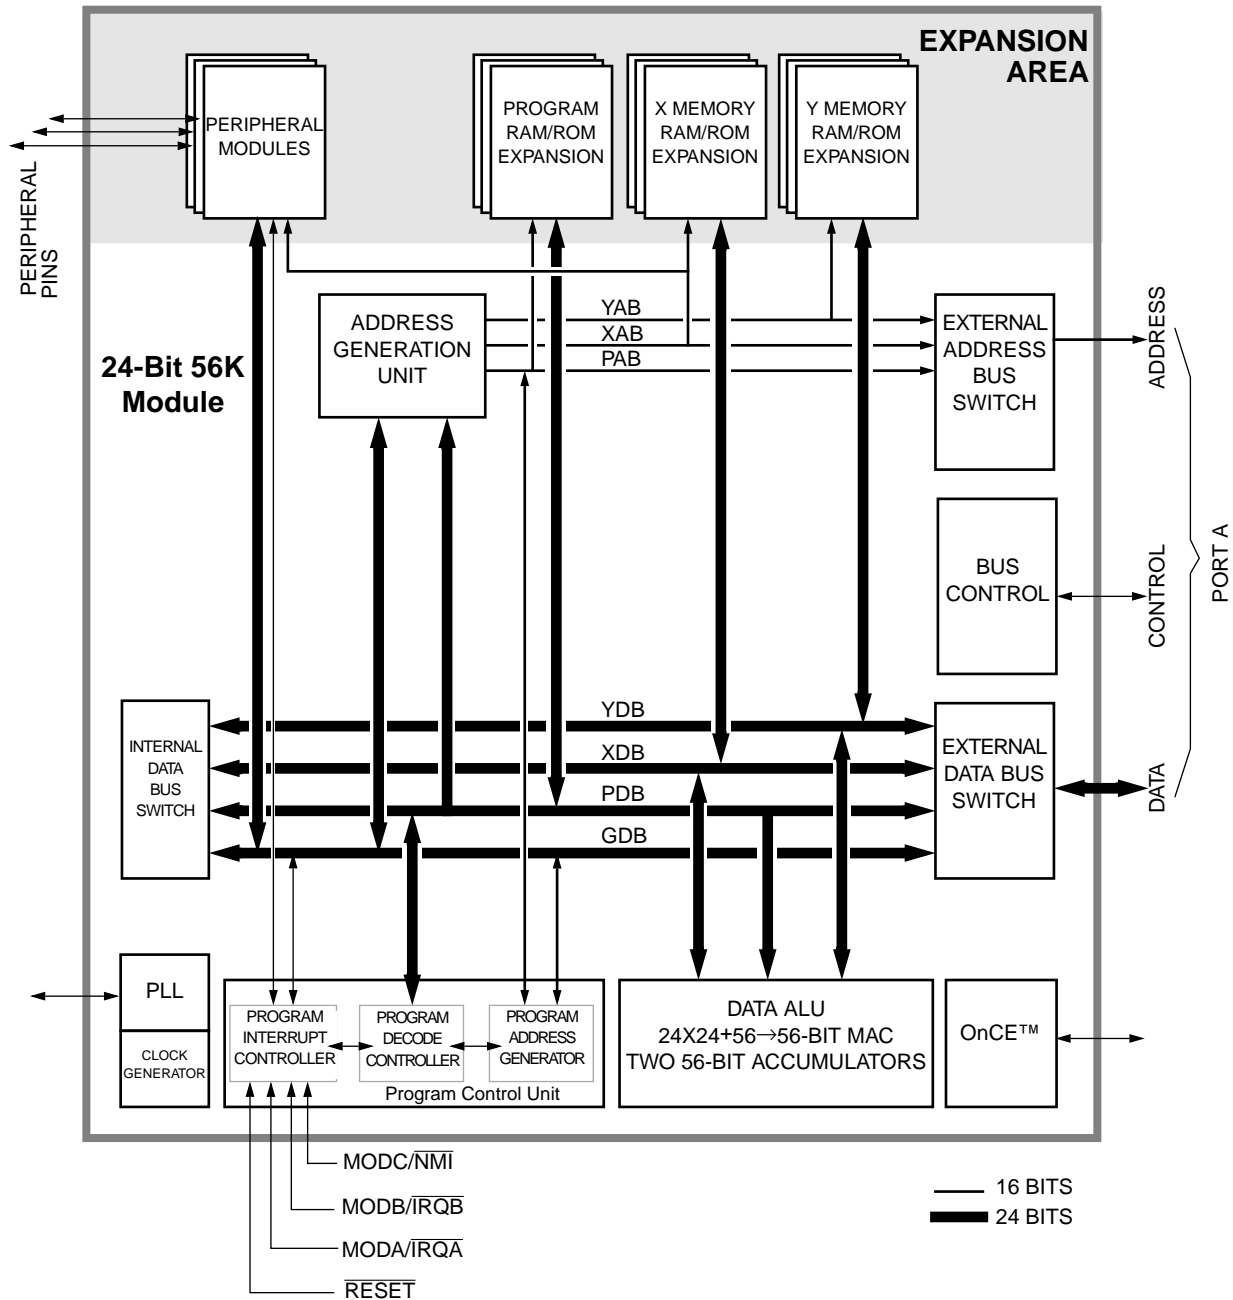 EXPANSION
AREA
PERIPHERAL
MODULES
PROGRAM
RAM/ROM
EXPANSION
X MEMORY
RAM/ROM
EXPANSION
Y MEMORY
RAM/ROM
EXPANSION
PERIPHERAL
PINS
24-Bit 56K
Module
ADDRESS
GENERATION
UNIT
YAB
XAB
PAB
EXTERNAL
ADDRESS
BUS
SWITCH
ADDRESS
BUS
CONTROL
CONTROL
PORT A
INTERNAL
DATA
BUS
SWITCH
YDB
XDB
PDB
GDB
EXTERNAL
DATA BUS
SWITCH
DATA
PLL
CLOCK
GENERATOR
PROGRAM
INTERRUPT
CONTROLLER
PROGRAM
DECODE
CONTROLLER
PROGRAM
ADDRESS
GENERATOR
Program Control Unit
DATA ALU
24X24+56→56-BIT MAC
TWO 56-BIT ACCUMULATORS
OnCE™
MODC/N̅M̅I̅
MODB/I̅R̅Q̅B̅
MODA/I̅R̅Q̅A̅
R̅E̅S̅E̅T̅
16 BITS
24 BITS